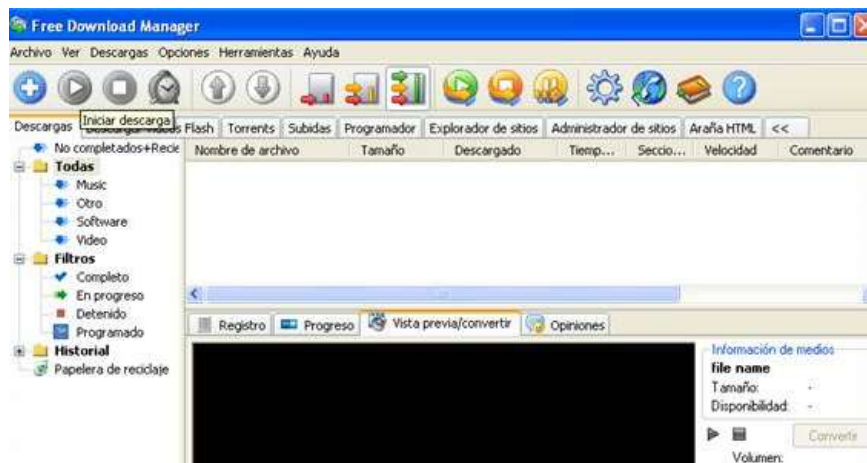 Free Download Manager
Archivo Ver Descargas Opciones Herramientas Ayuda
Iniciar descarga
Descargas Flash Torrents Subidas Programador Explorador de sitios Administrador de sitios Araña HTML <<
No completados+Recie
Nombre de archivo Tamaño Descargado Tiemp... Seccio... Velocidad Comentario
Todas
Music
Otro
Software
Video
Filtros
Completo
En progreso
Detenido
Programado
Historial
Papelera de reciclaje
Registro Progreso Vista previa/convertir Opiniones
Información de medios
file name
Tamaño: -
Disponibilidad: -
Convertir
Volumen: